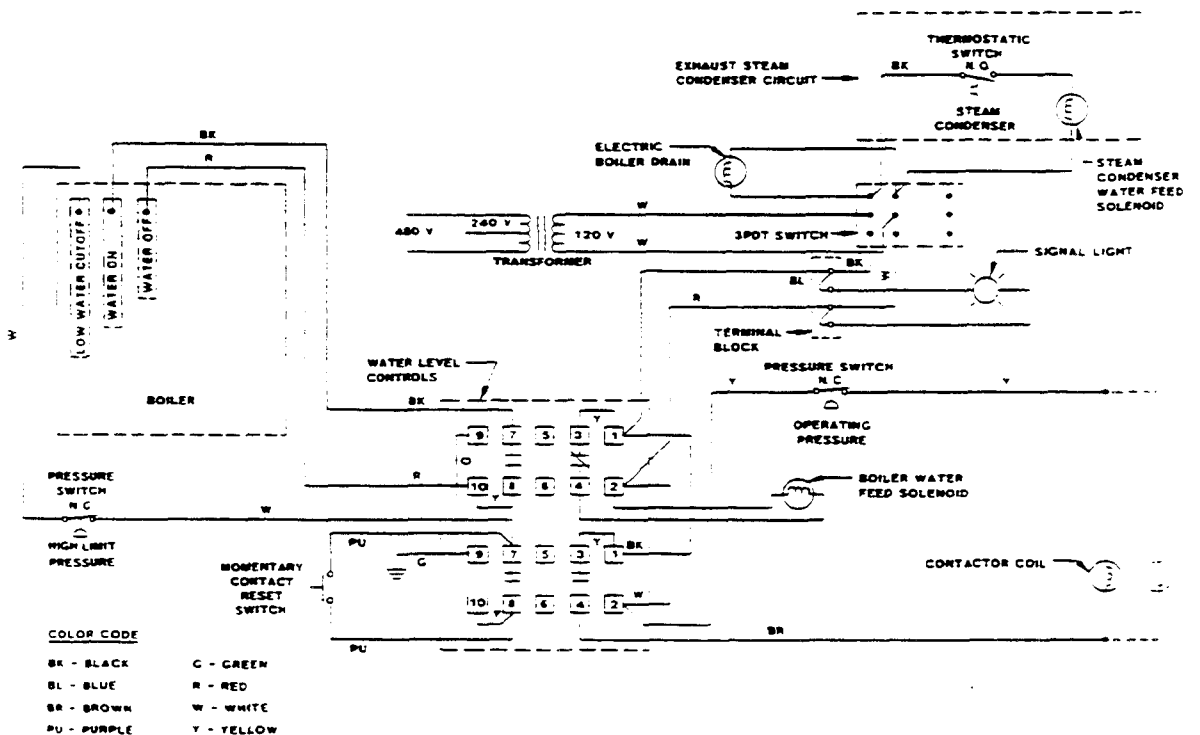 THERMOSTATIC
SWITCH
N.O.
EXHAUST STEAM
CONDENSER CIRCUIT
BK
STEAM
CONDENSER
BK
R
ELECTRIC
BOILER DRAIN
STEAM
CONDENSER
WATER FEED
SOLENOID
LOW WATER CUTOFF
WATER ON
WATER OFF
W
480 V
240 V
120 V
W
W
3PDT SWITCH
TRANSFORMER
SIGNAL LIGHT
BK
BL
W
R
TERMINAL
BLOCK
WATER LEVEL
CONTROLS
PRESSURE SWITCH
N.C
Y
Y
OPERATING
PRESSURE
BOILER
BK
Y
9 7 5 3 1
R
10 8 6 4 2
Y
BOILER WATER
FEED SOLENOID
PRESSURE
SWITCH
N.C
W
HIGH LIMIT
PRESSURE
PU
Y
BK
9 7 5 3 1
G
MOMENTARY
CONTACT
RESET
SWITCH
CONTACTOR COIL
10 8 6 4 2
W
Y
BR
PU
COLOR CODE
BK - BLACK G - GREEN
BL - BLUE R - RED
BR - BROWN W - WHITE
PU - PURPLE Y - YELLOW